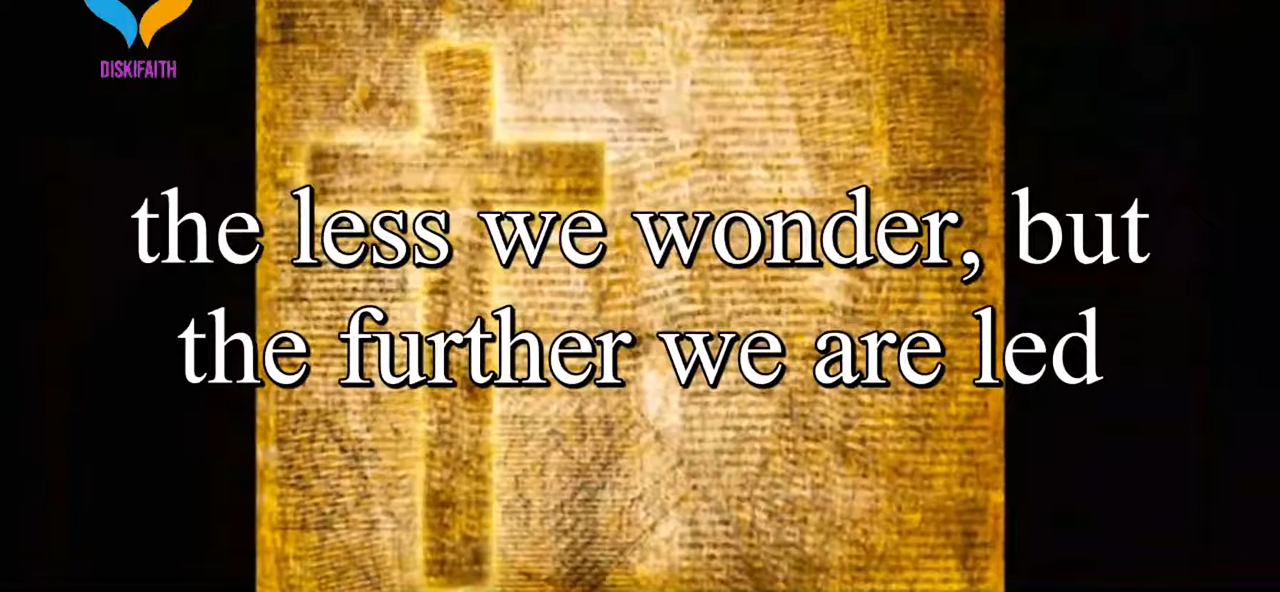 DISKIFAITH
the less we wonder, but
the further we are led